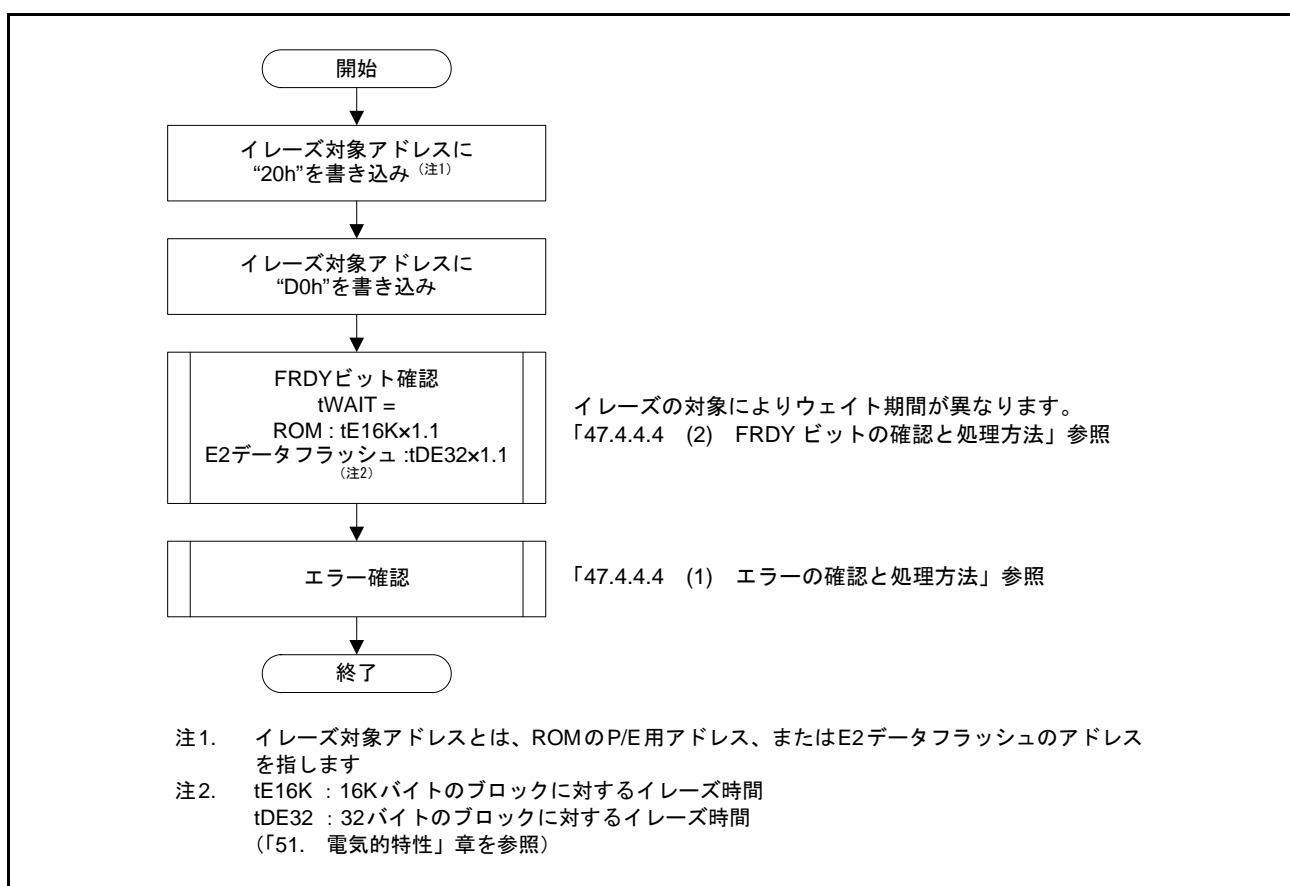 開始
イレーズ対象アドレスに
“20h”を書き込み（注1）
イレーズ対象アドレスに
“D0h”を書き込み
FRDYビット確認
tWAIT =
ROM : tE16K×1.1
E2データフラッシュ :tDE32×1.1
（注2）
イレーズの対象によりウェイト期間が異なります。
「47.4.4.4　(2)　FRDY ビットの確認と処理方法」参照
エラー確認
「47.4.4.4　(1)　エラーの確認と処理方法」参照
終了
注1.　イレーズ対象アドレスとは、ROMのP/E用アドレス、またはE2データフラッシュのアドレス
を指します
注2.　tE16K ：16Kバイトのブロックに対するイレーズ時間
tDE32 ：32バイトのブロックに対するイレーズ時間
（「51.　電気的特性」章を参照）